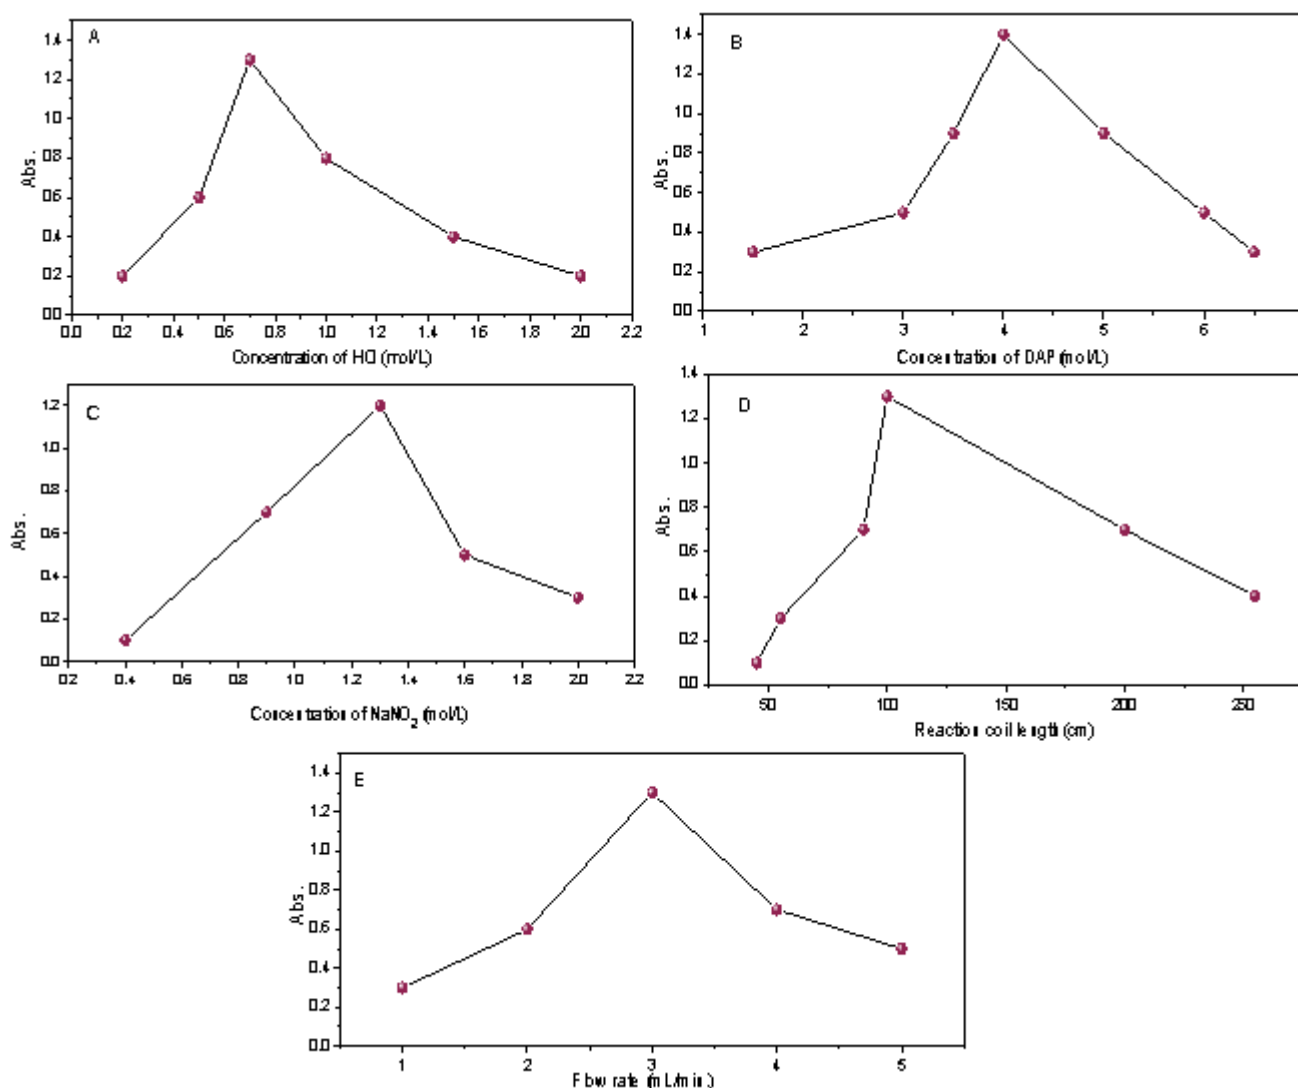 A
Abs.
1.4
1.2
1.0
0.8
0.6
0.4
0.2
0.0
0.0 0.2 0.4 0.6 0.8 1.0 1.2 1.4 1.6 1.8 2.0 2.2
Concentration of HCl (mol/L)
B
Abs.
1.4
1.2
1.0
0.8
0.6
0.4
0.2
0.0
1 2 3 4 5 6
Concentration of DAP (mol/L)
C
Abs.
1.2
1.0
0.8
0.6
0.4
0.2
0.0
0.2 0.4 0.6 0.8 1.0 1.2 1.4 1.6 1.8 2.0 2.2
Concentration of NaNO2 (mol/L)
D
Abs.
1.4
1.2
1.0
0.8
0.6
0.4
0.2
0.0
50 100 150 200 250
Reaction coil length (cm)
E
Abs.
1.4
1.2
1.0
0.8
0.6
0.4
0.2
0.0
1 2 3 4 5
Flow rate (mL/min)